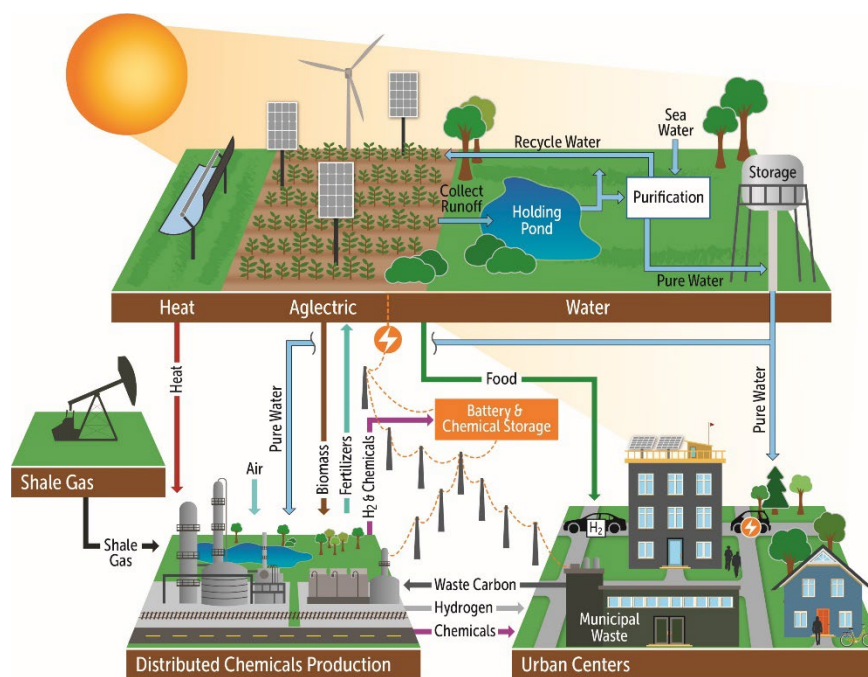 Recycle Water
Sea
Water
Storage
Collect
Runoff
Holding
Pond
Purification
Pure Water
Heat
Aglectric
Water
Heat
Pure Water
Biomass
Fertilizers
H2 & Chemicals
Food
Battery &
Chemical Storage
Pure Water
Shale Gas
Air
Shale
Gas
H2
Waste Carbon
Hydrogen
Chemicals
Municipal
Waste
Distributed Chemicals Production
Urban Centers